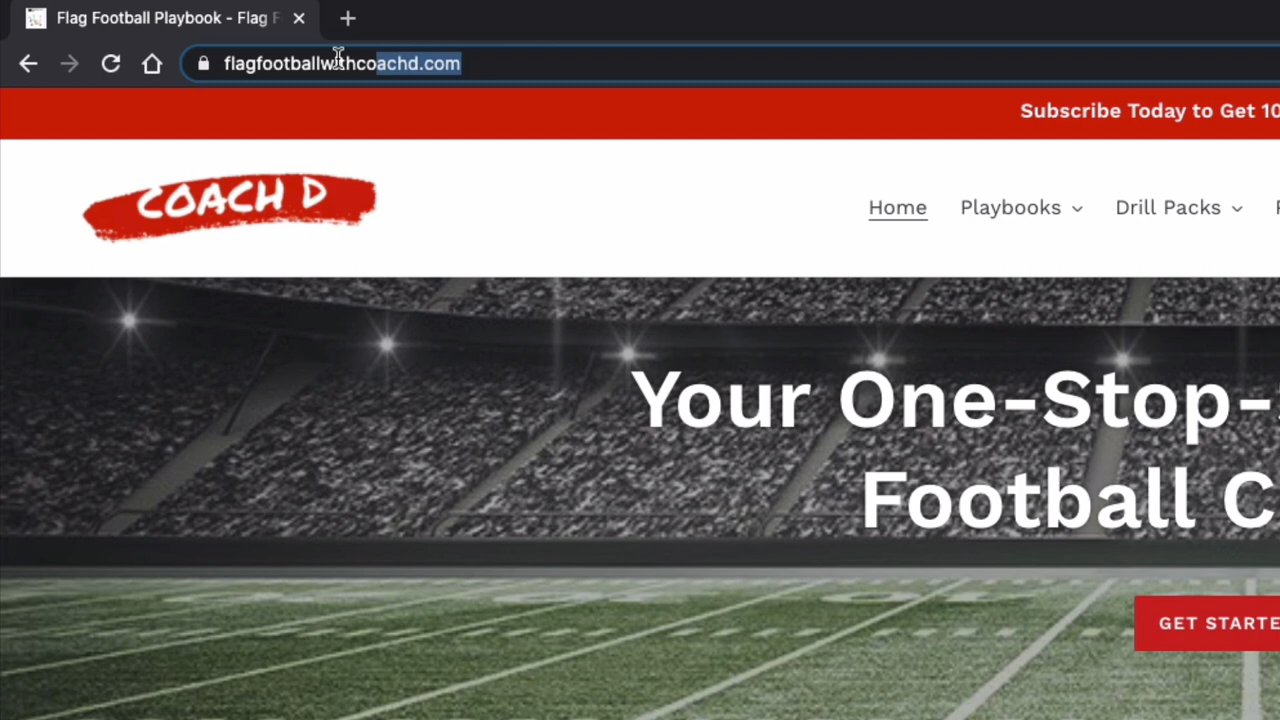 Flag Football Playbook - Flag F
flagfootballwithcoachd.com
Subscribe Today to Get 10
COACH D
Home Playbooks Drill Packs
Your One-Stop-
Football C
GET STARTE